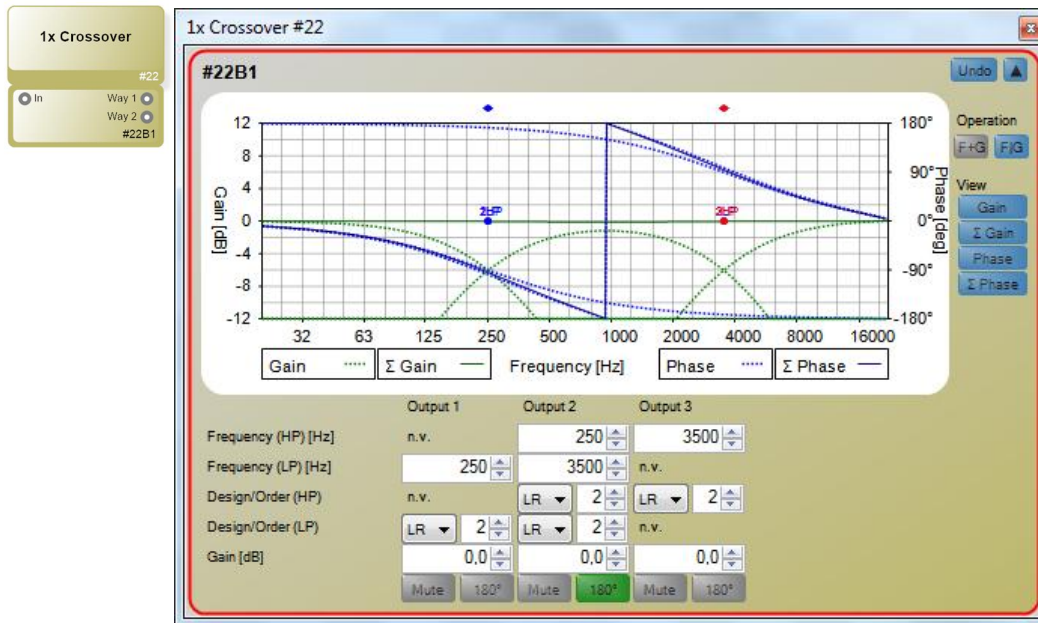 1x Crossover
#22
In Way 1
Way 2
#22B1
1x Crossover #22
x
#22B1
Undo ▲
Operation
F+G F|G
View
Gain
Σ Gain
Phase
Σ Phase
12 180°
8
4 90°
0 0°
-4
-8 -90°
-12 -180°
Gain [dB]
Phase [deg]
2HP 3HP
32 63 125 250 500 1000 2000 4000 8000 16000
Gain Σ Gain Frequency [Hz] Phase Σ Phase
Output 1 Output 2 Output 3
Frequency (HP) [Hz] n.v. 250 3500
Frequency (LP) [Hz] 250 3500 n.v.
Design/Order (HP) n.v. LR 2 LR 2
Design/Order (LP) LR 2 LR 2 n.v.
Gain [dB] 0,0 0,0 0,0
Mute 180° Mute 180° Mute 180°